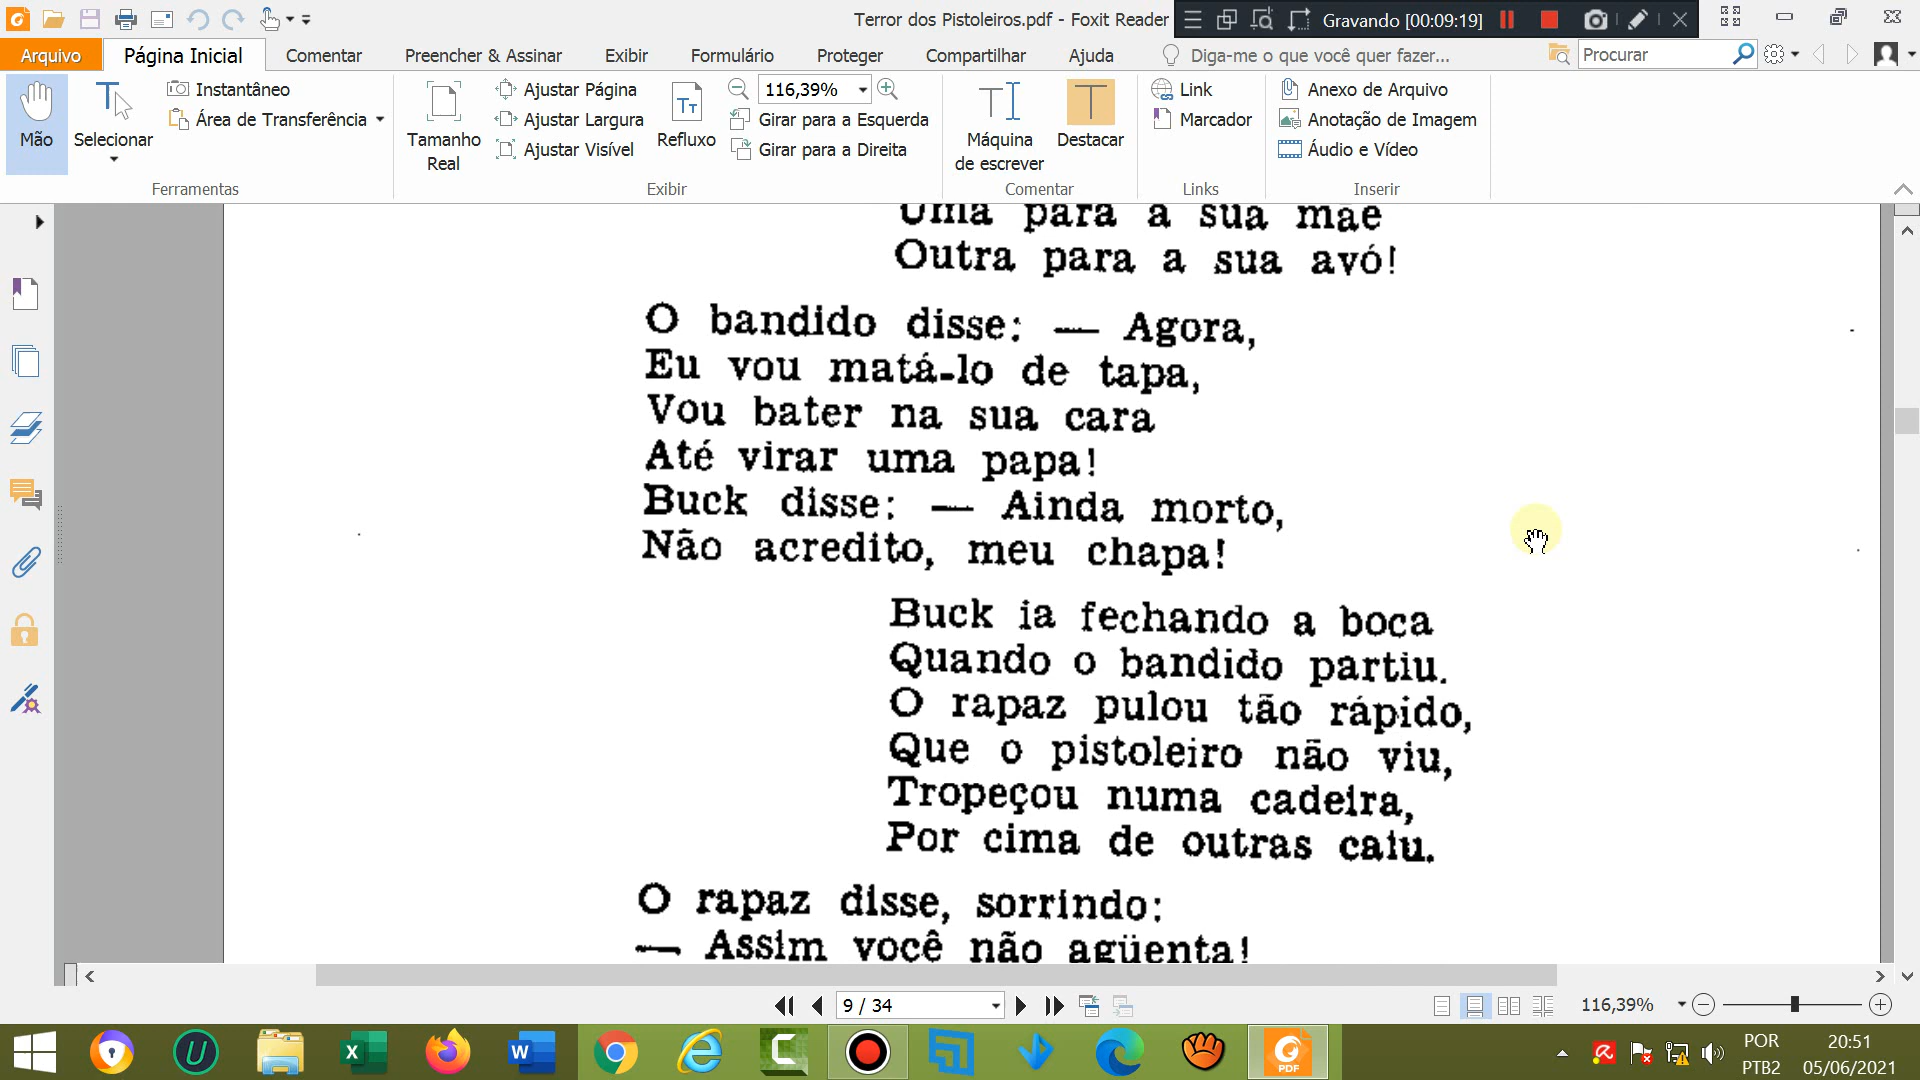 Terror dos Pistoleiros.pdf - Foxit Reader
Gravando [00:09:19]
Arquivo
Página Inicial
Comentar
Preencher & Assinar
Exibir
Formulário
Proteger
Compartilhar
Ajuda
Diga-me o que você quer fazer...
Procurar
Mão
Selecionar
Instantâneo
Área de Transferência
Ferramentas
Tamanho
Real
Ajustar Página
Ajustar Largura
Ajustar Visível
Refluxo
116,39%
Girar para a Esquerda
Girar para a Direita
Exibir
Máquina
de escrever
Destacar
Comentar
Link
Marcador
Links
Anexo de Arquivo
Anotação de Imagem
Áudio e Vídeo
Inserir
Uma para a sua mãe
Outra para a sua avó!
O bandido disse: — Agora,
Eu vou matá-lo de tapa,
Vou bater na sua cara
Até virar uma papa!
Buck disse: — Ainda morto,
Não acredito, meu chapa!
Buck ia fechando a boca
Quando o bandido partiu.
O rapaz pulou tão rápido,
Que o pistoleiro não viu,
Tropeçou numa cadeira,
Por cima de outras caiu.
O rapaz disse, sorrindo:
— Assim você não agüenta!
9 / 34
116,39%
POR
PTB2
20:51
05/06/2021